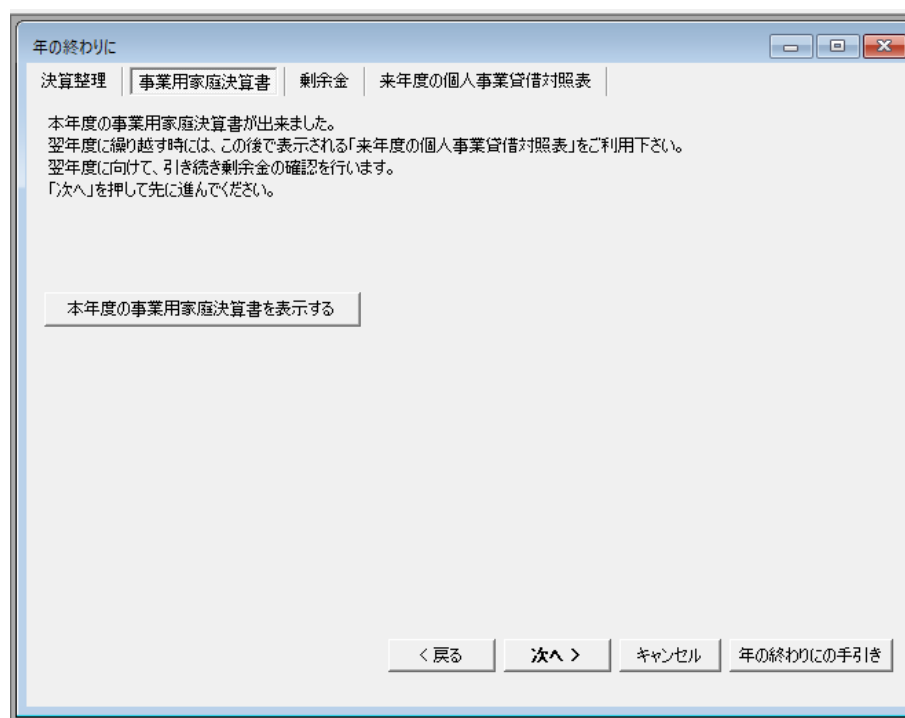 年の終わりに
決算整理 事業用家庭決算書 剰余金 来年度の個人事業貸借対照表
本年度の事業用家庭決算書が出来ました。
翌年度に繰り越す時には、この後で表示される「来年度の個人事業貸借対照表」をご利用下さい。
翌年度に向けて、引き続き剰余金の確認を行います。
「次へ」を押して先に進んでください。
本年度の事業用家庭決算書を表示する
< 戻る 次へ > キャンセル 年の終わりにの手引き